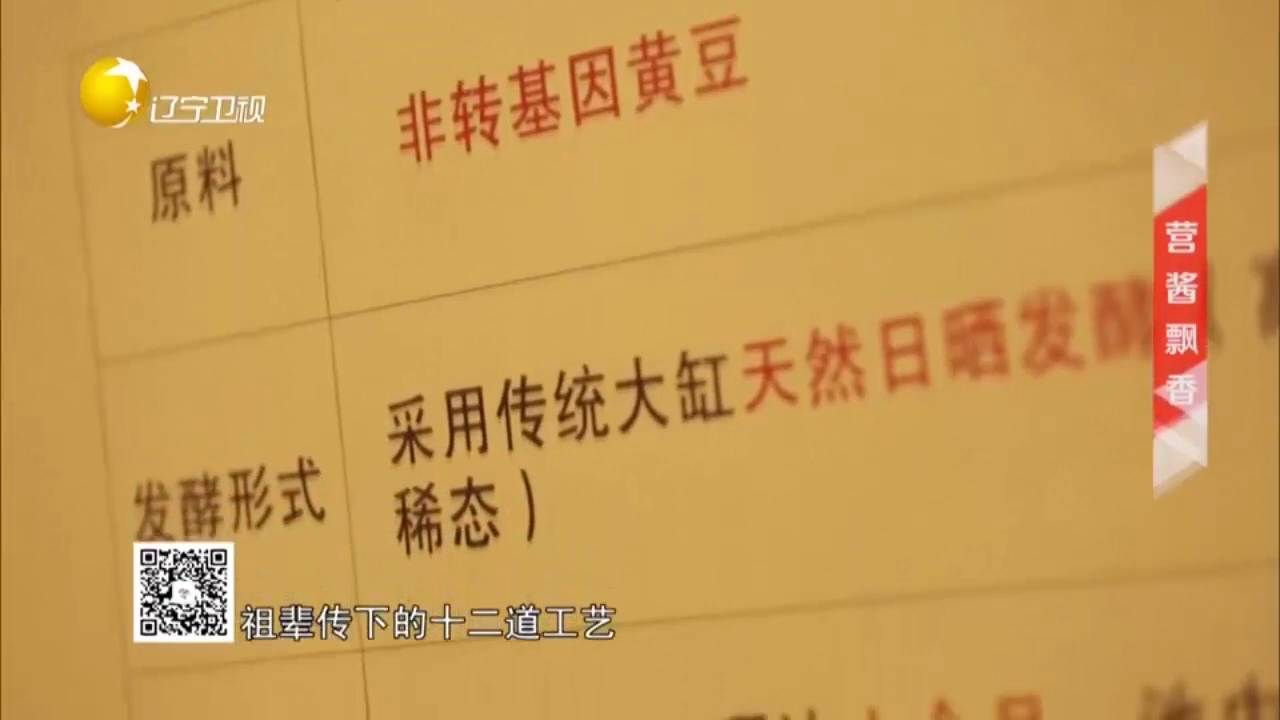 辽宁卫视
非转基因黄豆
原料
营酱飘香
采用传统大缸天然日晒发酵
稀态）
发酵形式
祖辈传下的十二道工艺